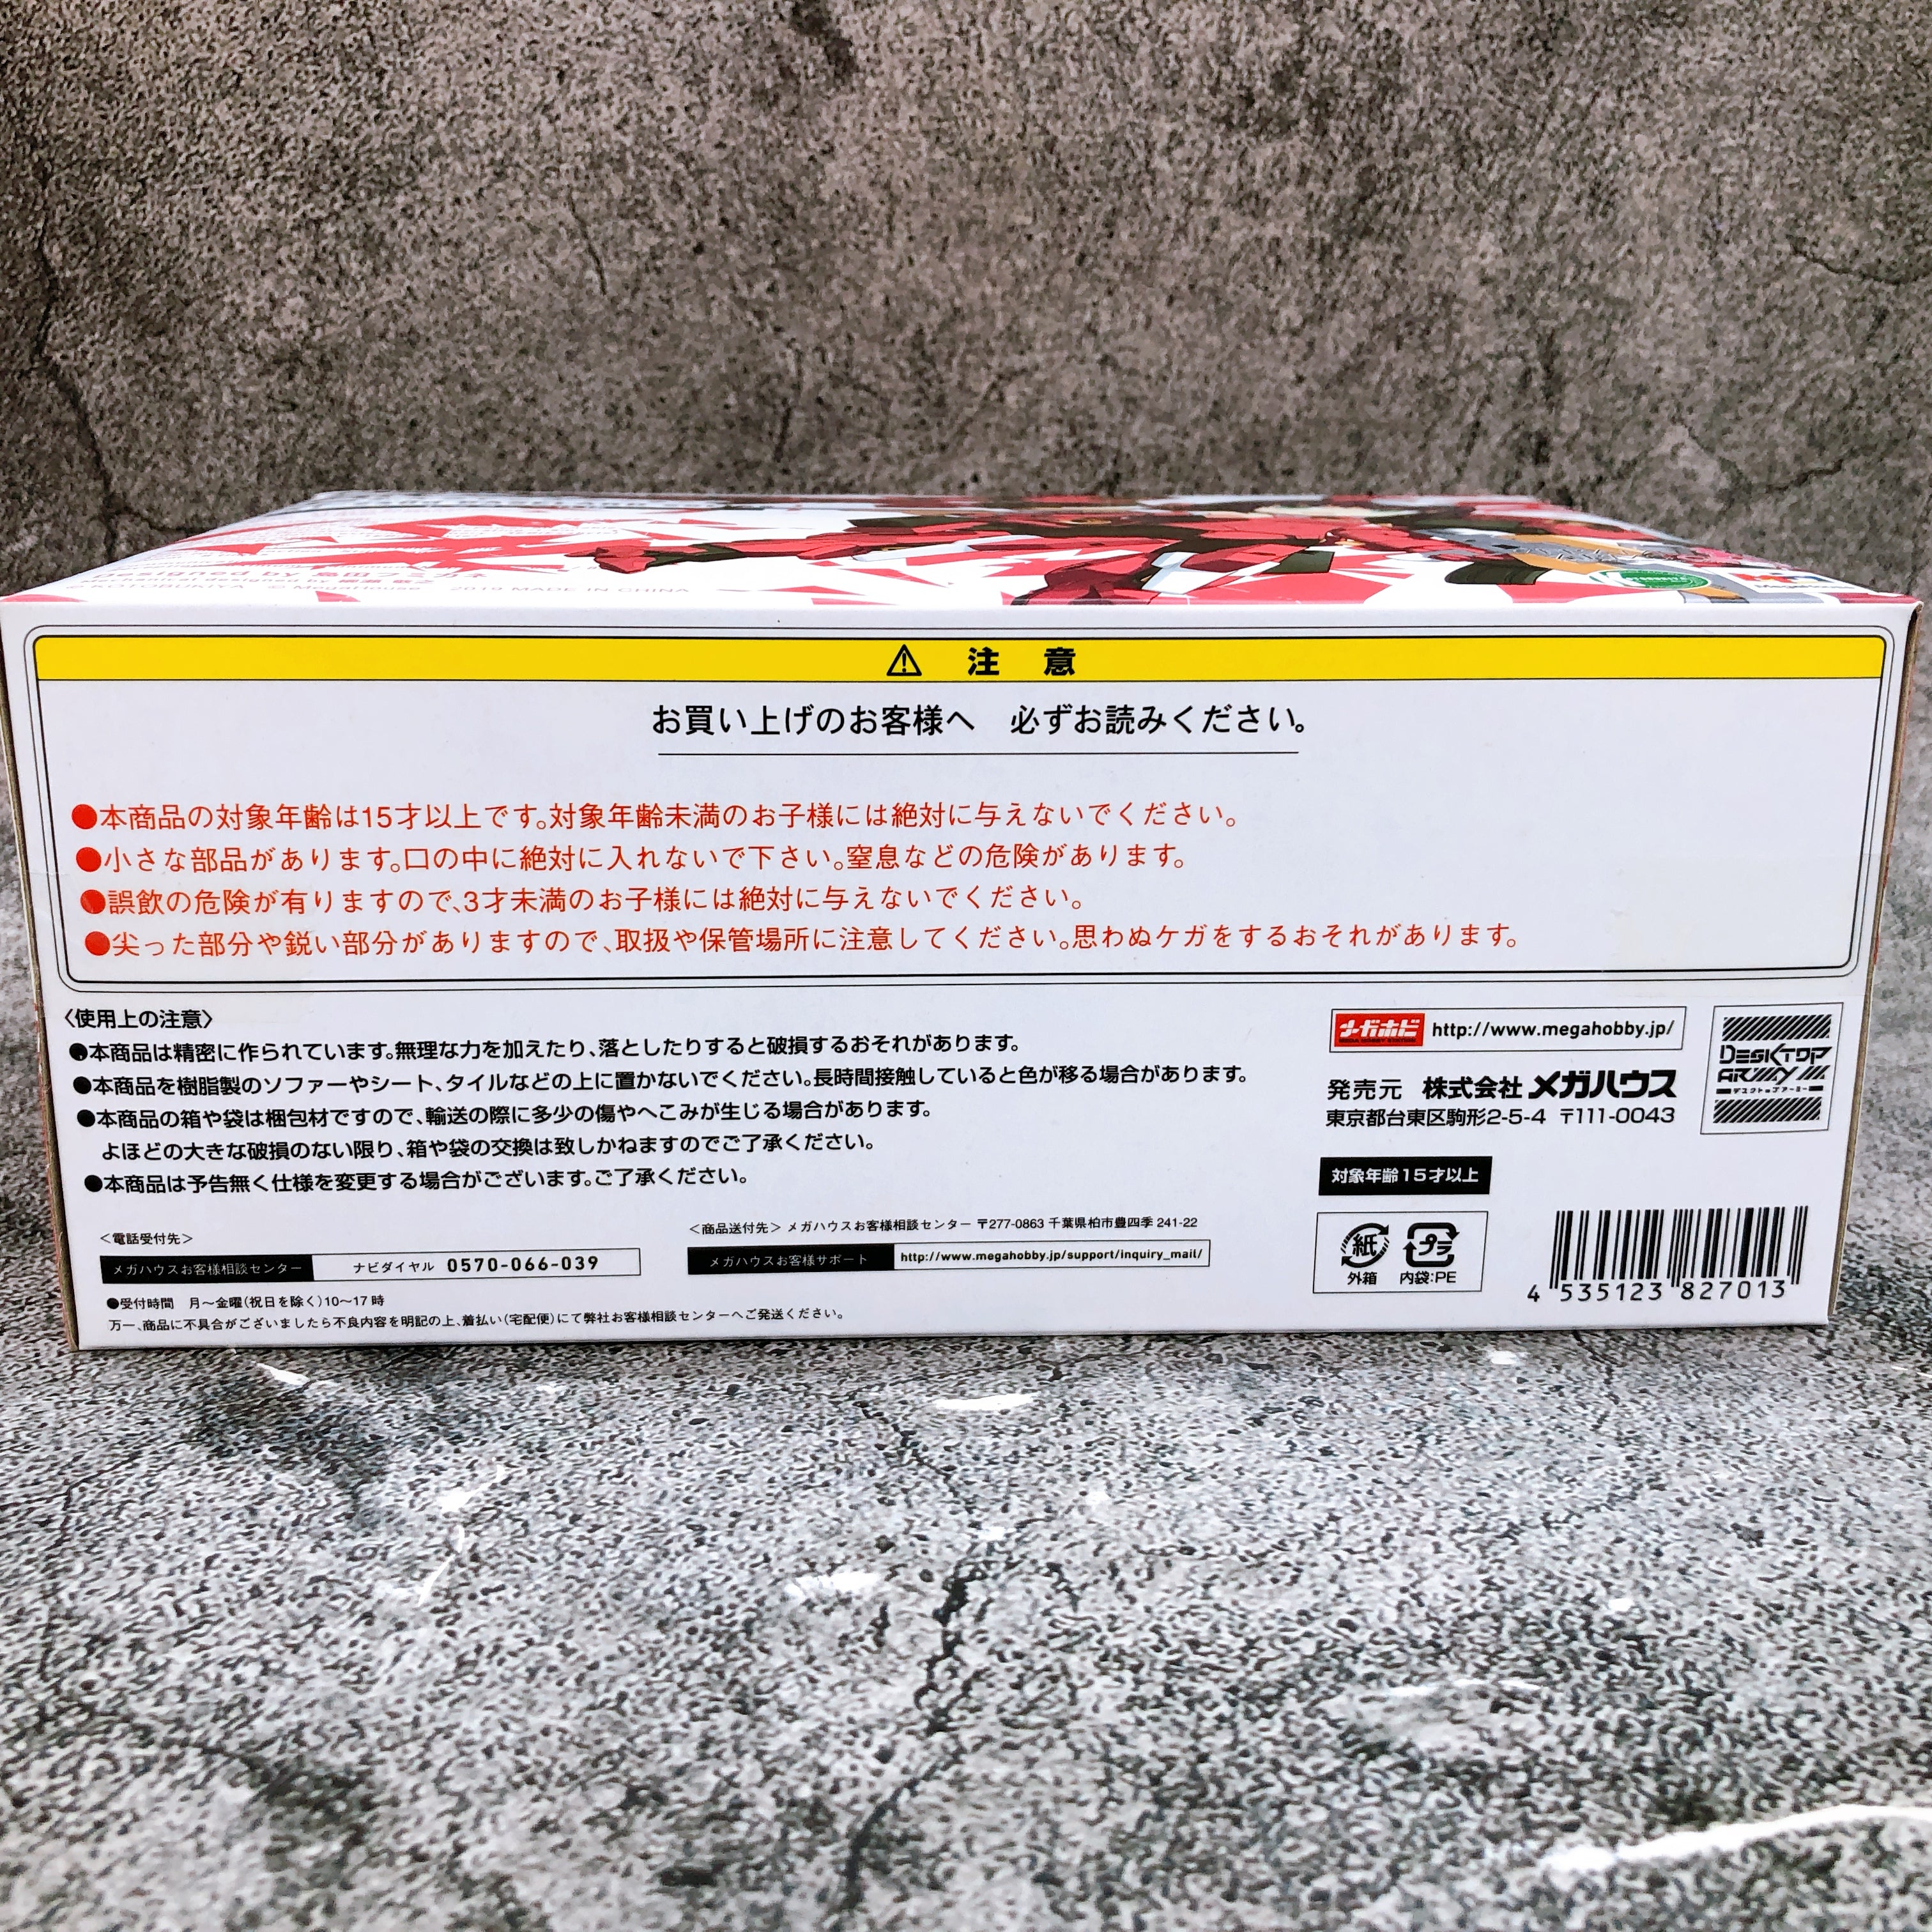 Designed by 島田フミカネ
Mechanical designed by
© KOTOBUKIYA © MegaHouse 2019 MADE IN CHINA
⚠ 注 意
お買い上げのお客様へ 必ずお読みください。
●本商品の対象年齢は15才以上です。対象年齢未満のお子様には絶対に与えないでください。
●小さな部品があります。口の中に絶対に入れないで下さい。窒息などの危険があります。
●誤飲の危険が有りますので、3才未満のお子様には絶対に与えないでください。
●尖った部分や鋭い部分がありますので、取扱や保管場所に注意してください。思わぬケガをするおそれがあります。
〈使用上の注意〉
●本商品は精密に作られています。無理な力を加えたり、落としたりすると破損するおそれがあります。
●本商品を樹脂製のソファーやシート、タイルなどの上に置かないでください。長時間接触していると色が移る場合があります。
●本商品の箱や袋は梱包材ですので、輸送の際に多少の傷やへこみが生じる場合があります。
よほどの大きな破損のない限り、箱や袋の交換は致しかねますのでご了承ください。
●本商品は予告無く仕様を変更する場合がございます。ご了承ください。
＜電話受付先＞
メガハウスお客様相談センター ナビダイヤル 0570-066-039
●受付時間 月～金曜(祝日を除く)10～17時
万一、商品に不具合がございましたら不良内容を明記の上、着払い(宅配便)にて弊社お客様相談センターへご発送ください。
＜商品送付先＞ メガハウスお客様相談センター 〒277-0863 千葉県柏市豊四季 241-22
メガハウスお客様サポート http://www.megahobby.jp/support/inquiry_mail/
メガホビ http://www.megahobby.jp/
発売元 株式会社メガハウス
東京都台東区駒形2-5-4 〒111-0043
DESKTOP
ARMY
デスクトップアーミー
対象年齢15才以上
紙 プラ
外箱 内袋:PE
4 535123 827013